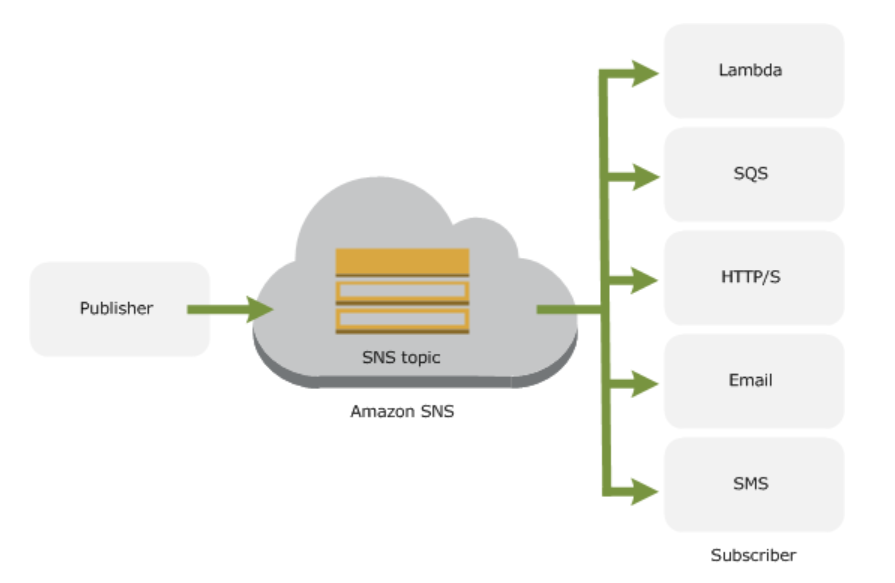 Publisher
SNS topic
Amazon SNS
Lambda
SQS
HTTP/S
Email
SMS
Subscriber